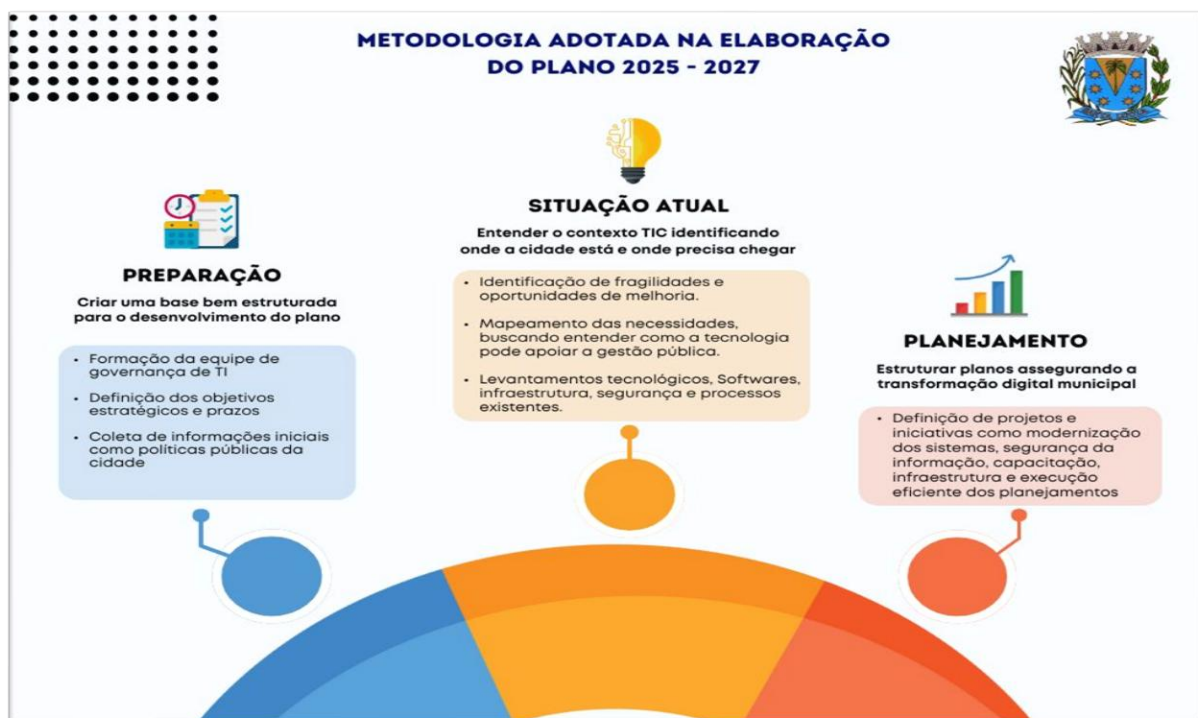 METODOLOGIA ADOTADA NA ELABORAÇÃO
DO PLANO 2025 - 2027
PREPARAÇÃO
Criar uma base bem estruturada
para o desenvolvimento do plano
• Formação da equipe de
governança de TI
• Definição dos objetivos
estratégicos e prazos
• Coleta de informações iniciais
como políticas públicas da
cidade
SITUAÇÃO ATUAL
Entender o contexto TIC identificando
onde a cidade está e onde precisa chegar
• Identificação de fragilidades e
oportunidades de melhoria.
• Mapeamento das necessidades,
buscando entender como a tecnologia
pode apoiar a gestão pública.
• Levantamentos tecnológicos, Softwares,
infraestrutura, segurança e processos
existentes.
PLANEJAMENTO
Estruturar planos assegurando a
transformação digital municipal
• Definição de projetos e
iniciativas como modernização
dos sistemas, segurança da
informação, capacitação,
infraestrutura e execução
eficiente dos planejamentos